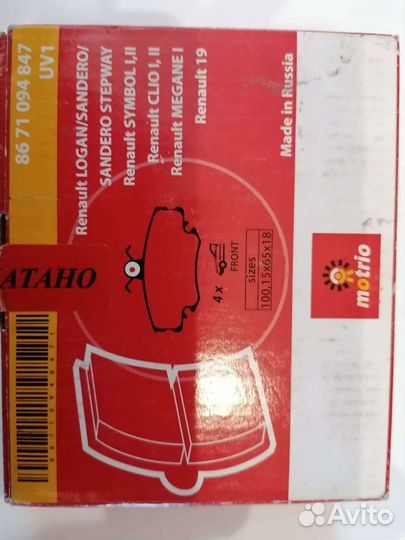 86 71 094 847
UV1
Renault LOGAN/SANDERO/
SANDERO STEPWAY
Renault SYMBOL I,II
Renault CLIO I, II
Renault MEGANE I
Renault 19
Made in Russia
4 x
FRONT
sizes
100,15x65x18
motrio
КАТАНО
Avito